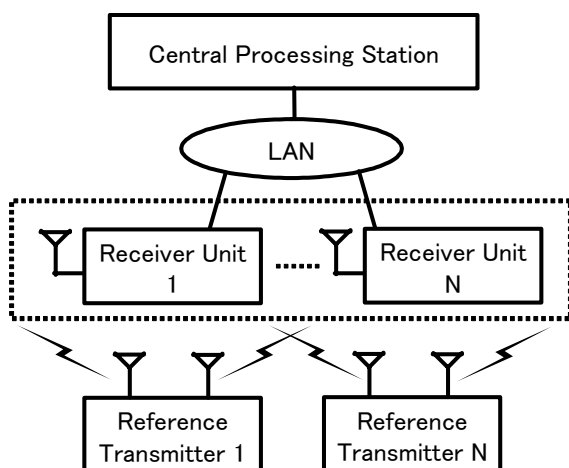 Central Processing Station
LAN
Receiver Unit
1
Receiver Unit
N
Reference
Transmitter 1
Reference
Transmitter N